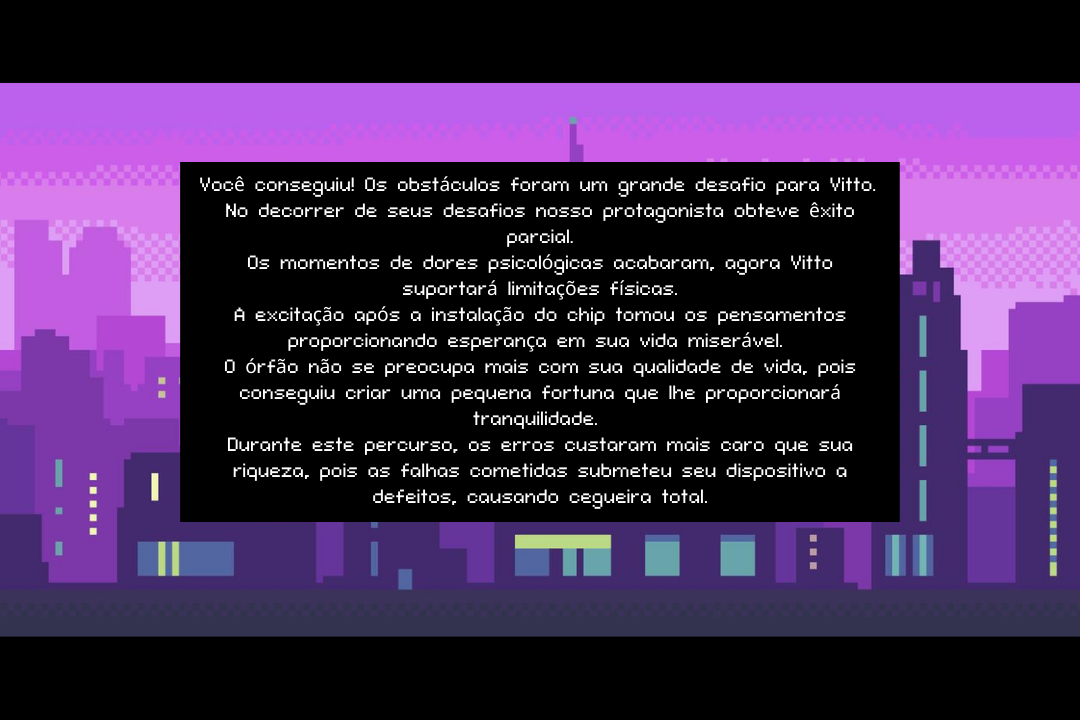 Você conseguiu! Os obstáculos foram um grande desafio para Vitto.
No decorrer de seus desafios nosso protagonista obteve êxito
parcial.
Os momentos de dores psicológicas acabaram, agora Vitto
suportará limitações físicas.
A excitação após a instalação do chip tomou os pensamentos
proporcionando esperança em sua vida miserável.
O órfão não se preocupa mais com sua qualidade de vida, pois
conseguiu criar uma pequena fortuna que lhe proporcionará
tranquilidade.
Durante este percurso, os erros custaram mais caro que sua
riqueza, pois as falhas cometidas submeteu seu dispositivo a
defeitos, causando cegueira total.